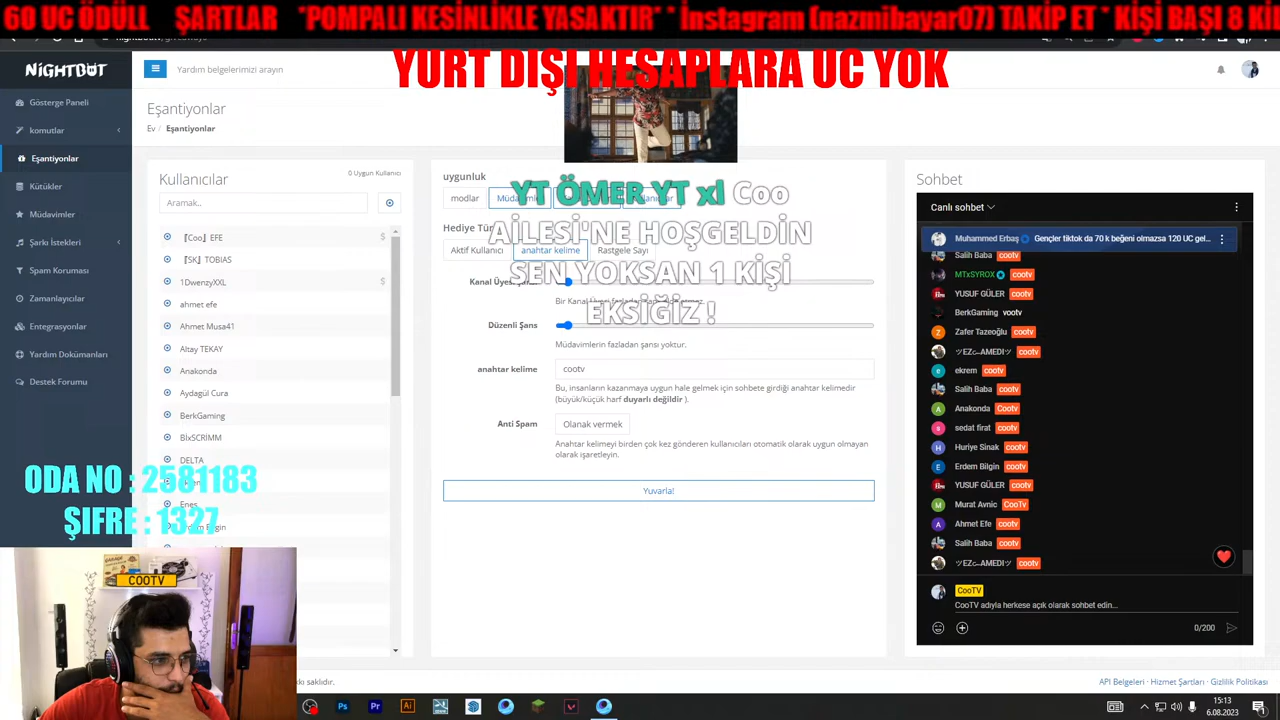 60 UC ÖDÜLL ŞARTLAR *POMPALI KESİNLİKLE YASAKTIR* * İnstagram (nazmibayar07) TAKİP ET * KİŞİ BAŞI 8 Kİ
YURT DIŞI HESAPLARA UC YOK
NiGHTBOT
Yardım belgelerimizi arayın
Gösterge Paneli
komutlar
Eşantiyonlar
Kütükler
Müdavimler
Şarkı İstekleri
Spam Koruması
Zamanlayıcılar
Entegrasyonlar
Yardım Dokümanları
Destek Forumu
Eşantiyonlar
Ev / Eşantiyonlar
Kullanıcılar
0 Uygun Kullanıcı
Aramak..
『Coo』EFE $
『SK』TOBIAS
1DwenzyXXL $
ahmet efe
Ahmet Musa41
Altay TEKAY
Anakonda
Aydagül Cura
BerkGaming
BİxSCRİMM
DELTA
Enes
ODA NO : 2581183
ŞIFRE : 1327
COOTV
YT ÖMER YT xl Coo
AİLESİ'NE HOŞGELDİN
SEN YOKSAN 1 KİŞİ
EKSİĞİZ !
uygunluk
modlar
Hediye
Aktif Kullanıcı
anahtar kelime
Rastgele Sayı
Düzenli Şans
Müdavimlerin fazladan şansı yoktur.
anahtar kelime
cootv
Bu, insanların kazanmaya uygun hale gelmek için sohbete girdiği anahtar kelimedir
(büyük/küçük harf duyarlı değildir ).
Anti Spam
Olanak vermek
Anahtar kelimeyi birden çok kez gönderen kullanıcıları otomatik olarak uygun olmayan
olarak işaretleyin.
Yuvarla!
Sohbet
Canlı sohbet
Muhammed Erbaş Gençler tiktok da 70 k beğeni olmazsa 120 UC gel...
Salih Baba cootv
MTxSYROX cootv
YUSUF GÜLER cootv
BerkGaming vootv
Zafer Tazeoğlu cootv
cootv
ekrem cootv
Salih Baba cootv
Anakonda Cootv
sedat firat cootv
Huriye Sinak cootv
Erdem Bilgin cootv
YUSUF GÜLER cootv
Murat Avnic CooTv
Ahmet Efe cootv
Salih Baba cootv
cootv
CooTV
CooTV adıyla herkese açık olarak sohbet edin...
0/200
saklıdır.
API Belgeleri · Hizmet Şartları · Gizlilik Politikası
15:13
6.08.2023